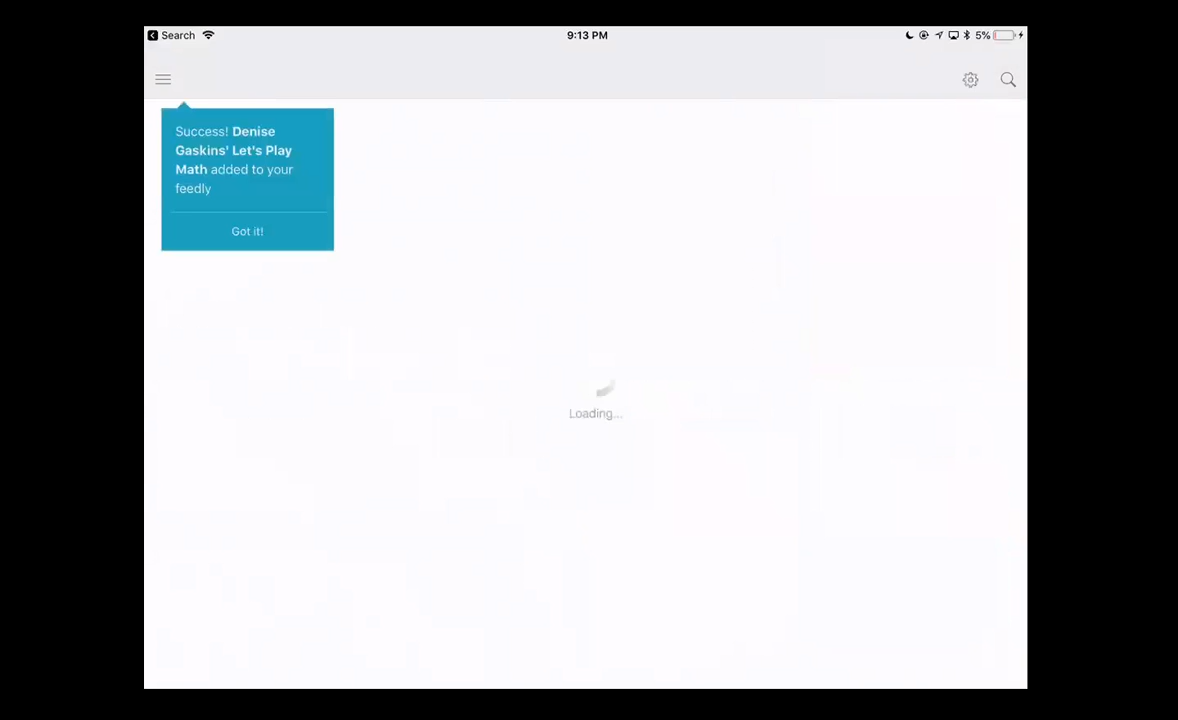 Search 9:13 PM 5%
Success! Denise
Gaskins' Let's Play
Math added to your
feedly
Got it!
Loading...